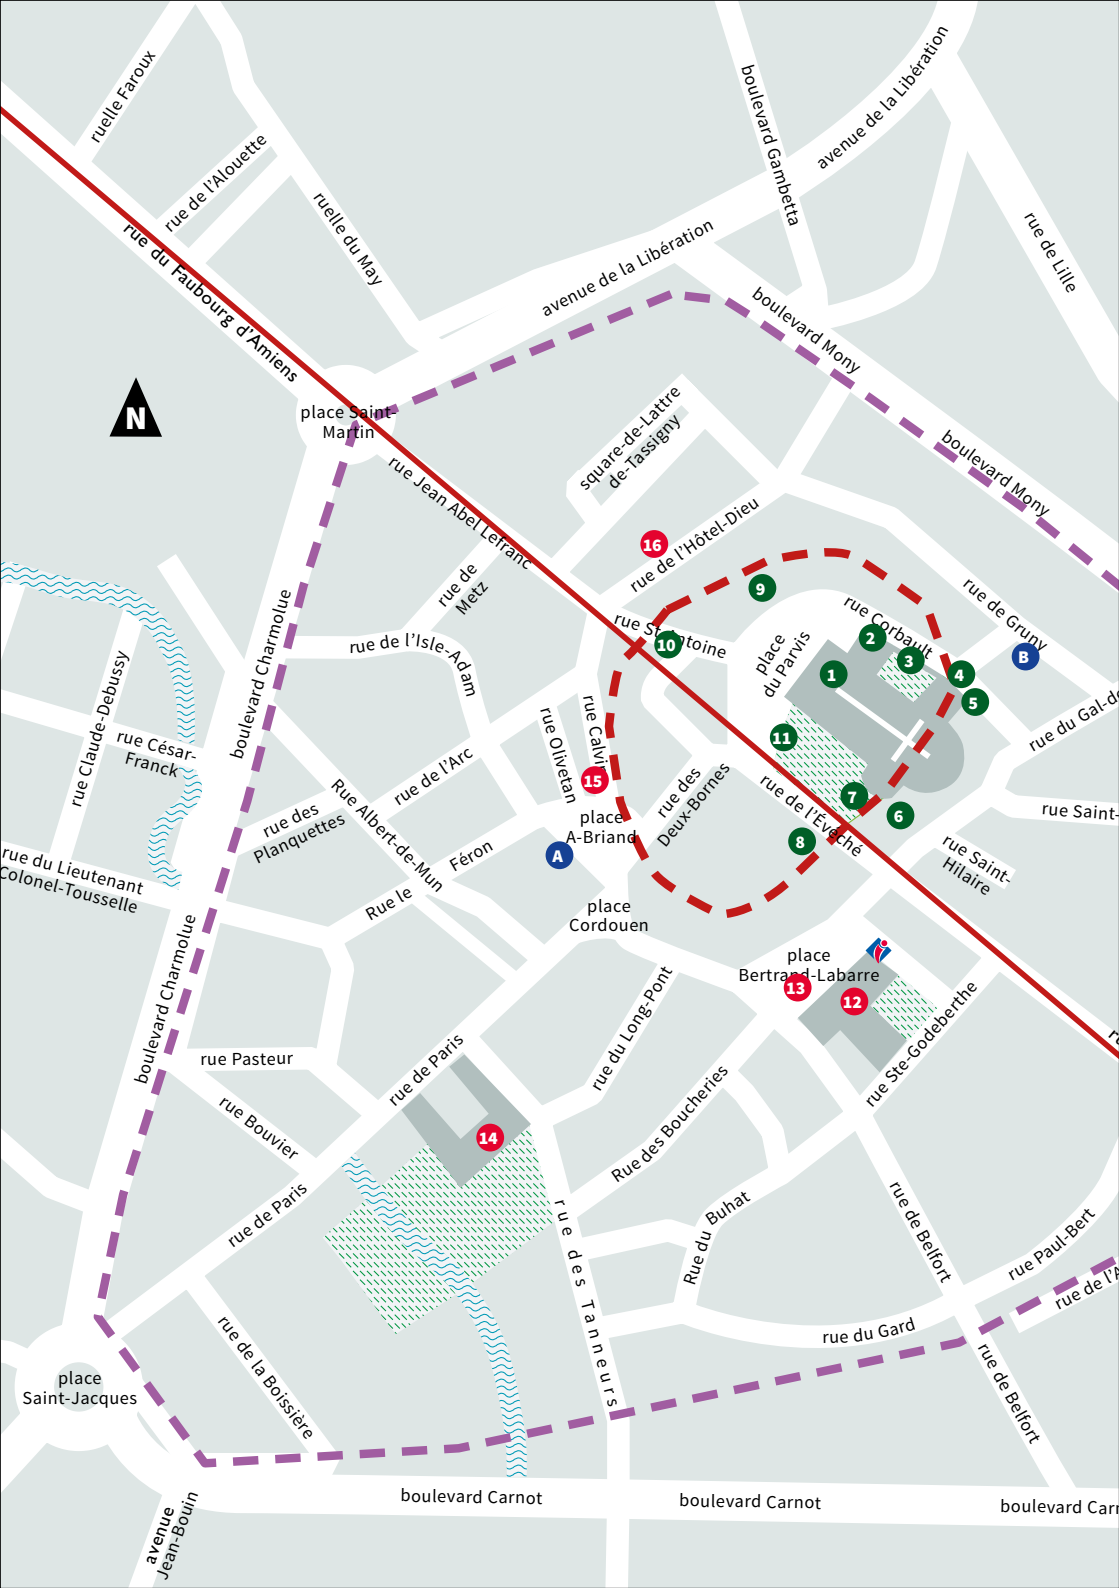 ruelle Faroux
rue de l'Alouette
ruelle du May
boulevard Gambetta
avenue de la Libération
rue de Lille
avenue de la Libération
rue du Faubourg d'Amiens
boulevard Mony
N
place Saint-
Martin
square-de-Lattre
de-Tassigny
boulevard Mony
rue Jean Abel Lefranc
16
rue de l'Hôtel-Dieu
rue de
Metz
9
rue de Gruny
rue Corbault
rue St-Antoine
10
2
3
B
1
4
5
place
du Parvis
rue de l'Isle-Adam
boulevard Charmolue
rue Claude-Debussy
rue César-
Franck
rue Olivetan
rue Calvin
11
rue du Gal-d
15
rue de l'Arc
rue des
Planquettes
Rue Albert-de-Mun
rue des
Deux-Bornes
rue de l'Évêché
7
6
8
rue Saint-
rue Saint-
Hilaire
place
A-Briand
A
rue du Lieutenant
Colonel-Tousselle
Rue le Féron
place
Cordouen
boulevard Charmolue
place
Bertrand-Labarre
13
12
rue du Long-Pont
rue Ste-Godeberthe
ru
rue Pasteur
rue de Paris
rue Bouvier
14
Rue des Boucheries
rue de Paris
Rue du Buhat
rue de Belfort
rue Paul-Bert
rue de l'A
rue des Tanneurs
rue du Gard
rue de la Boissière
rue de Belfort
place
Saint-Jacques
boulevard Carnot
boulevard Carnot
boulevard Carn
avenue
Jean-Bouin